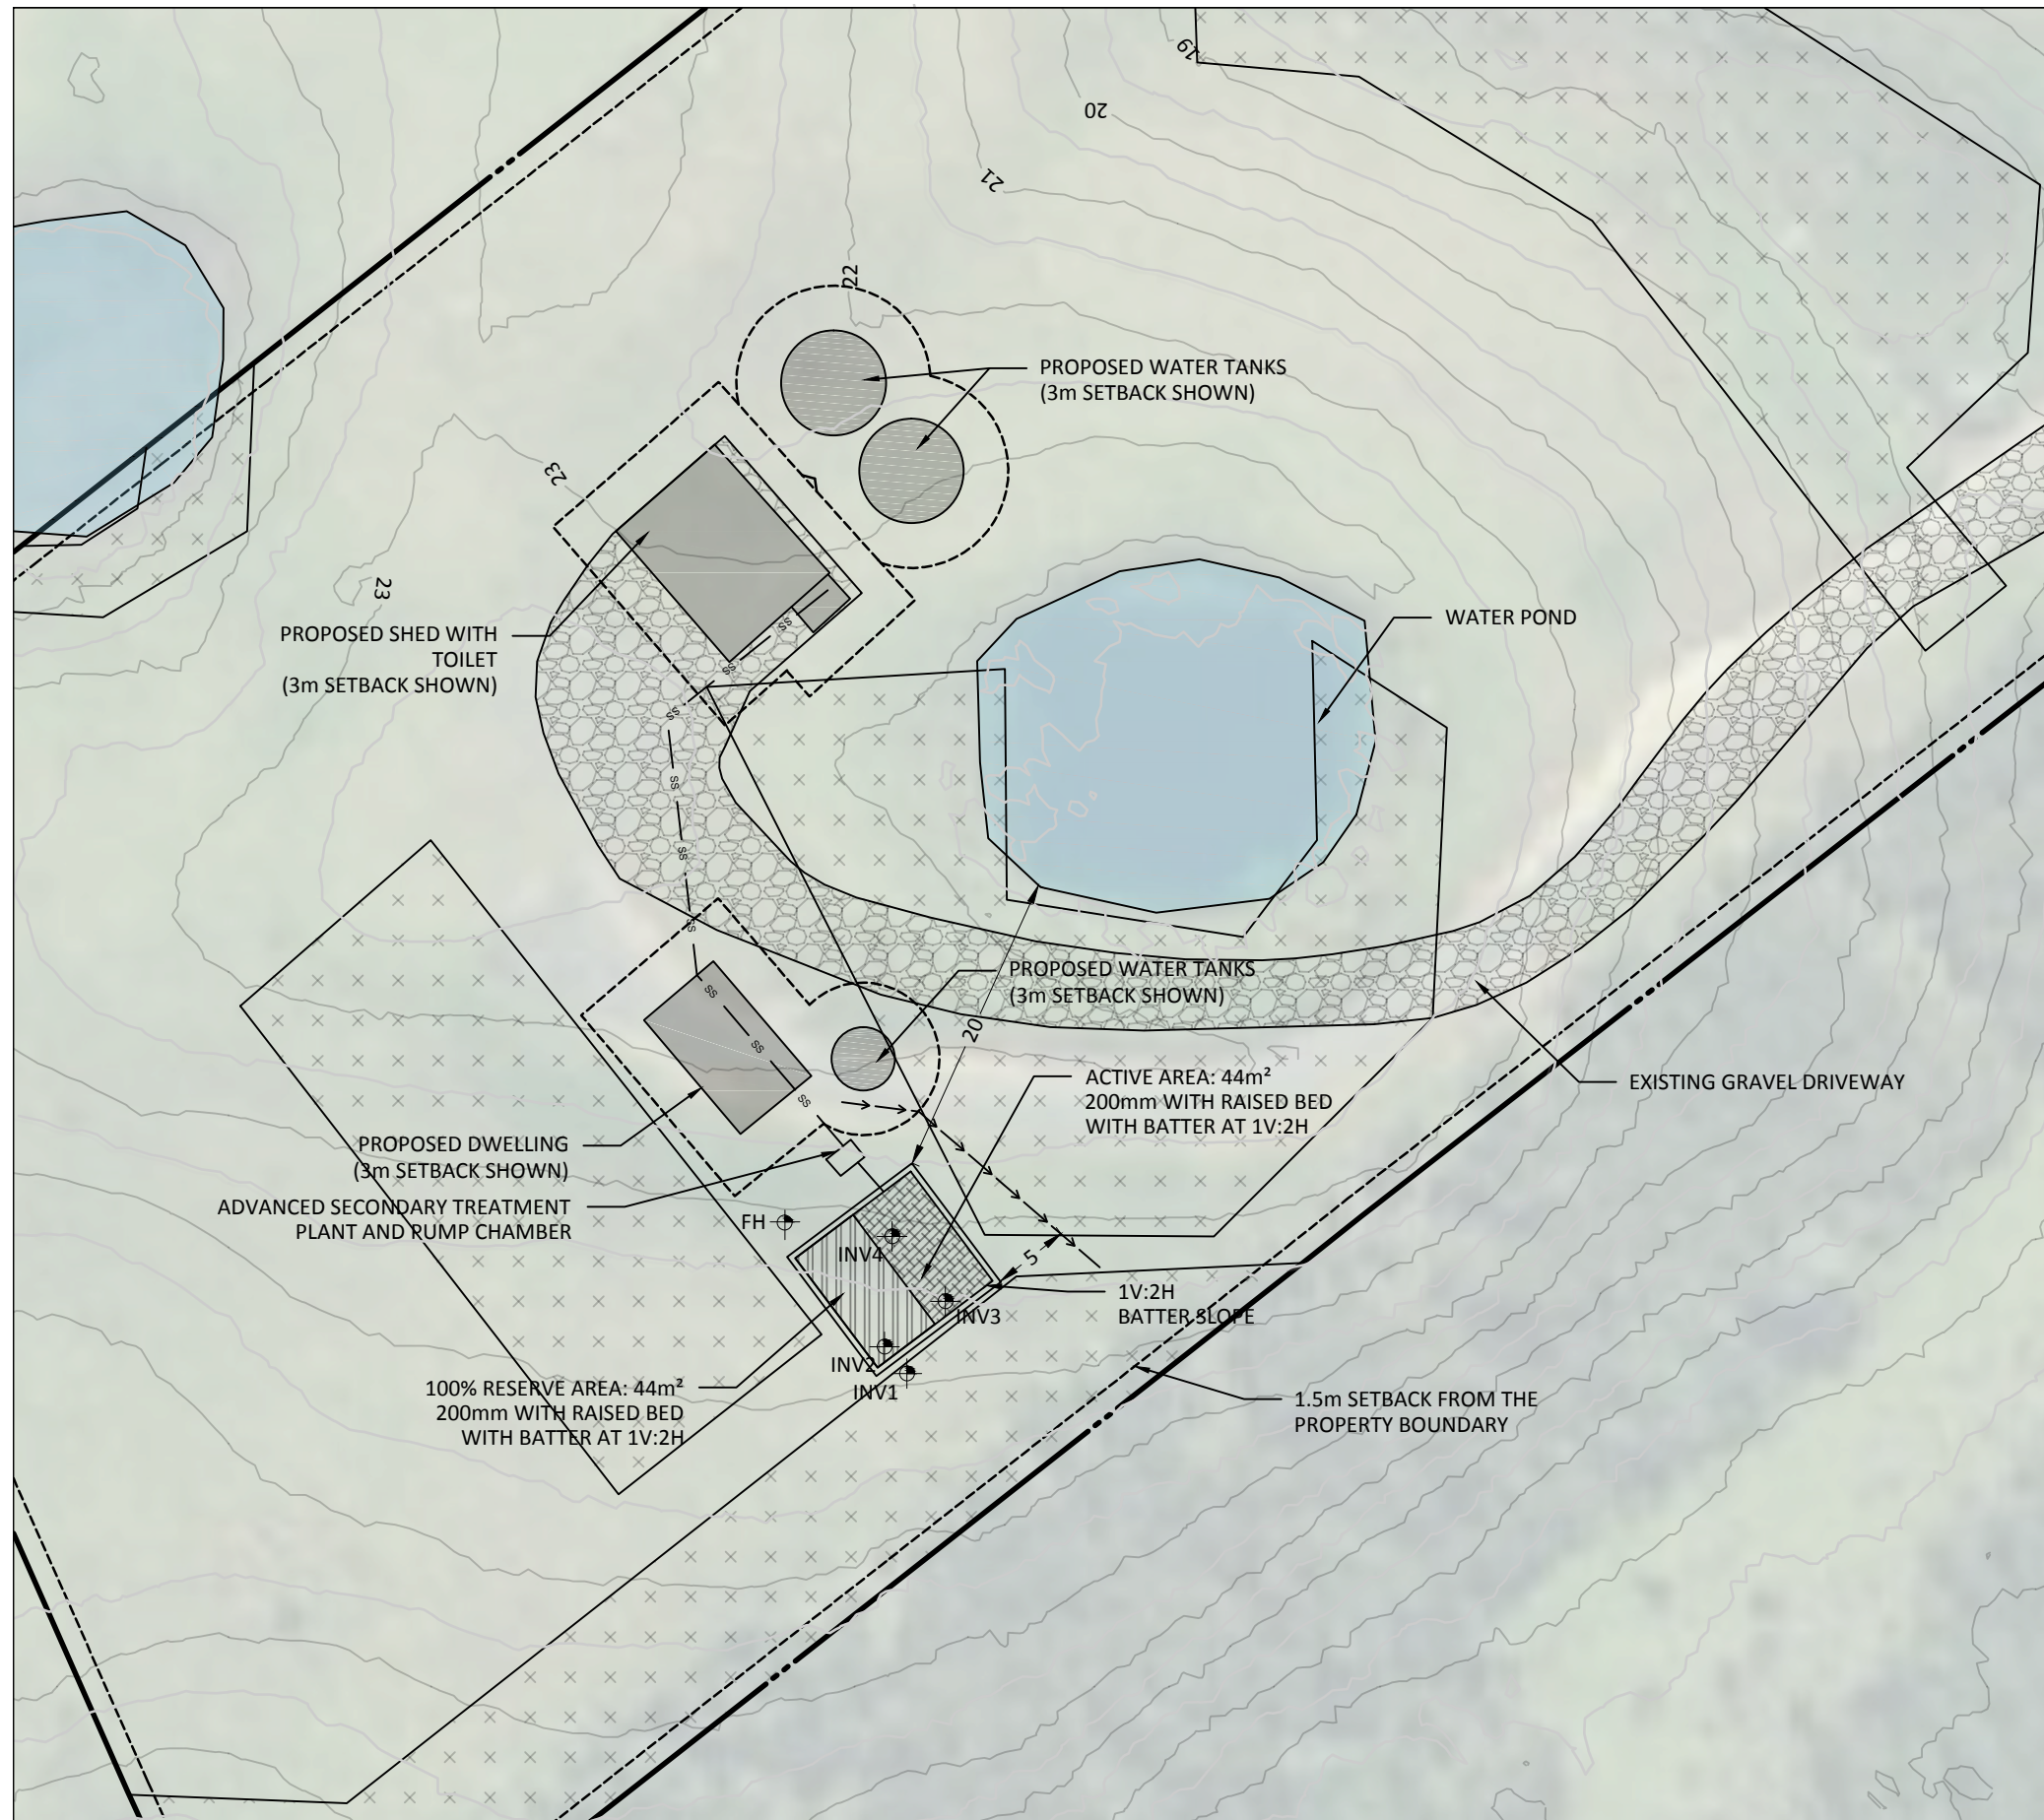 19
20
21
22
PROPOSED WATER TANKS
(3m SETBACK SHOWN)
23
23
PROPOSED SHED WITH
TOILET
(3m SETBACK SHOWN)
WATER POND
SS
SS
SS
SS
SS
SS
PROPOSED WATER TANKS
(3m SETBACK SHOWN)
SS
SS
SS
20
ACTIVE AREA: 44m²
200mm WITH RAISED BED
WITH BATTER AT 1V:2H
EXISTING GRAVEL DRIVEWAY
PROPOSED DWELLING
(3m SETBACK SHOWN)
ADVANCED SECONDARY TREATMENT
PLANT AND PUMP CHAMBER
FH
INV4
5
1V:2H
BATTER SLOPE
INV3
INV2
INV1
100% RESERVE AREA: 44m²
200mm WITH RAISED BED
WITH BATTER AT 1V:2H
1.5m SETBACK FROM THE
PROPERTY BOUNDARY